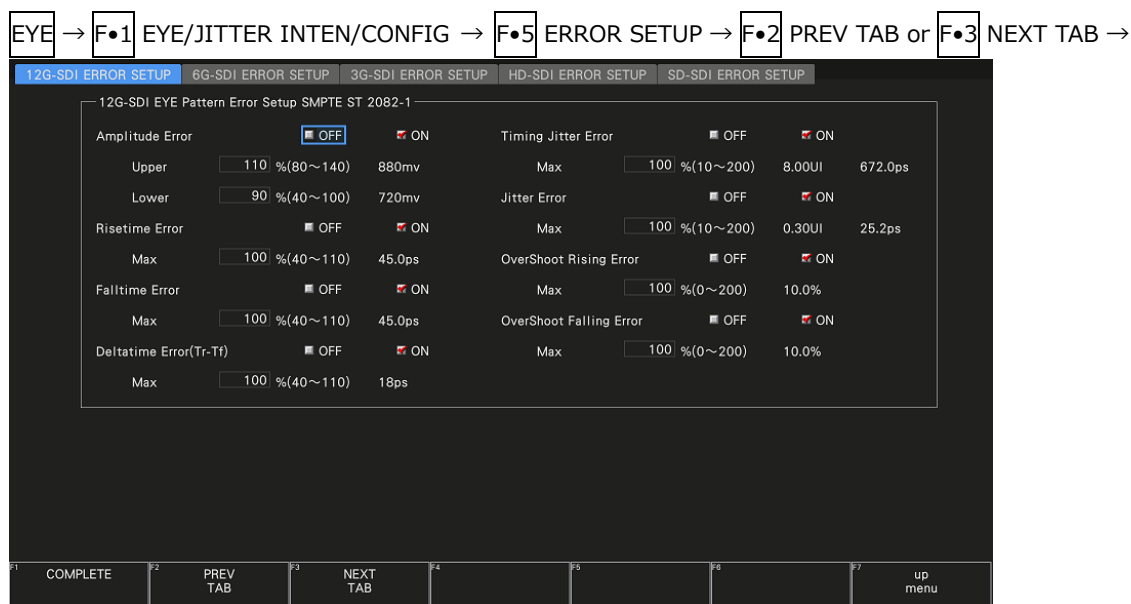 EYE → F•1 EYE/JITTER INTEN/CONFIG → F•5 ERROR SETUP → F•2 PREV TAB or F•3 NEXT TAB →
12G-SDI ERROR SETUP 6G-SDI ERROR SETUP 3G-SDI ERROR SETUP HD-SDI ERROR SETUP SD-SDI ERROR SETUP
12G-SDI EYE Pattern Error Setup SMPTE ST 2082-1
Amplitude Error OFF ON
Upper 110 %(80～140) 880mv
Lower 90 %(40～100) 720mv
Risetime Error OFF ON
Max 100 %(40～110) 45.0ps
Falltime Error OFF ON
Max 100 %(40～110) 45.0ps
Deltatime Error(Tr-Tf) OFF ON
Max 100 %(40～110) 18ps
Timing Jitter Error OFF ON
Max 100 %(10～200) 8.00UI 672.0ps
Jitter Error OFF ON
Max 100 %(10～200) 0.30UI 25.2ps
OverShoot Rising Error OFF ON
Max 100 %(0～200) 10.0%
OverShoot Falling Error OFF ON
Max 100 %(0～200) 10.0%
F1 COMPLETE
F2 PREV
TAB
F3 NEXT
TAB
F4
F5
F6
F7 up
menu